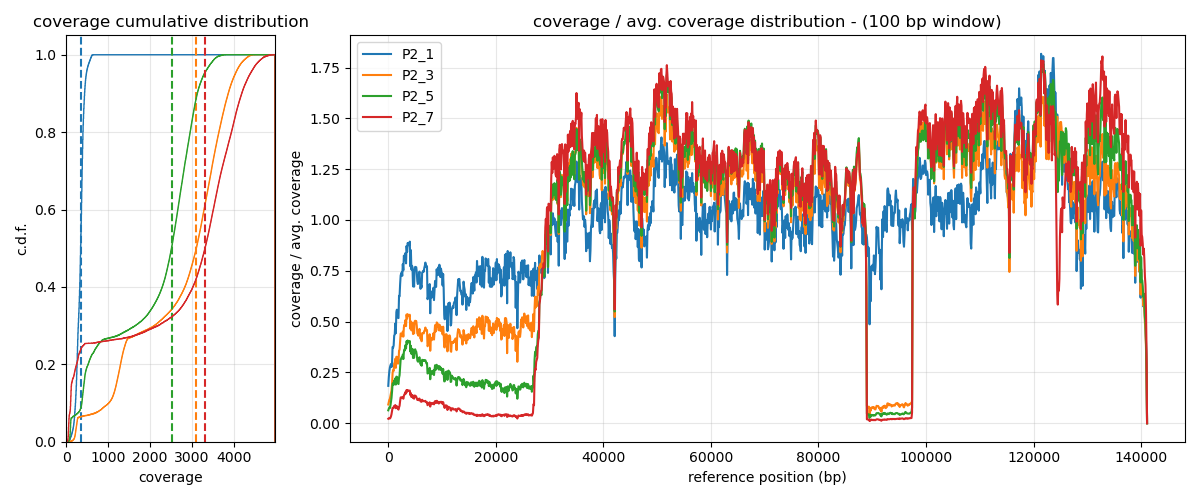 coverage cumulative distribution
1.0
0.8
0.6
0.4
0.2
0.0
c.d.f.
0 1000 2000 3000 4000
coverage
coverage / avg. coverage distribution - (100 bp window)
P2_1
P2_3
P2_5
P2_7
1.75
1.50
1.25
1.00
0.75
0.50
0.25
0.00
coverage / avg. coverage
0 20000 40000 60000 80000 100000 120000 140000
reference position (bp)